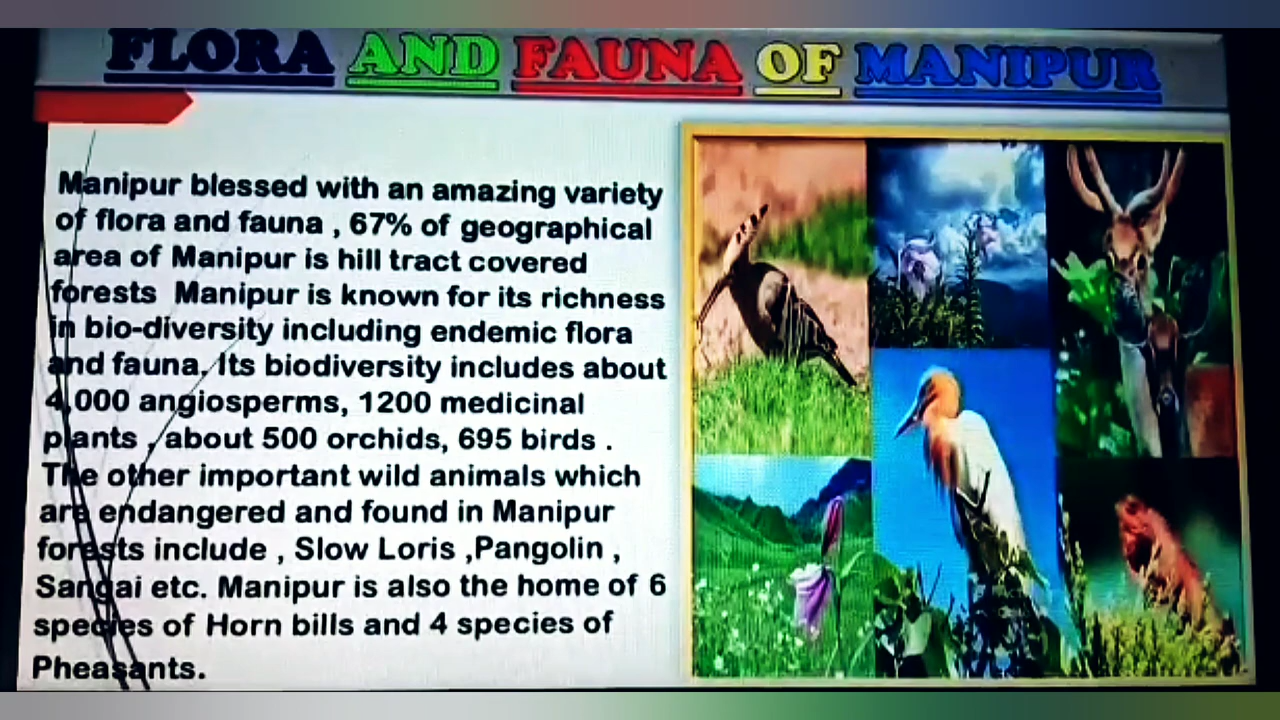 FLORA AND FAUNA OF MANIPUR
Manipur blessed with an amazing variety
of flora and fauna , 67% of geographical
area of Manipur is hill tract covered
forests Manipur is known for its richness
in bio-diversity including endemic flora
and fauna. Its biodiversity includes about
4,000 angiosperms, 1200 medicinal
plants , about 500 orchids, 695 birds .
The other important wild animals which
are endangered and found in Manipur
forests include , Slow Loris ,Pangolin ,
Sangai etc. Manipur is also the home of 6
species of Horn bills and 4 species of
Pheasants.